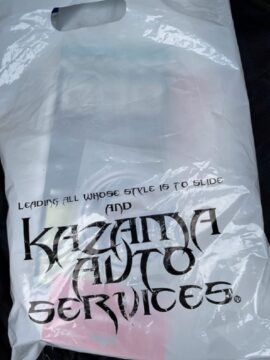 LEADING ALL WHOSE STYLE IS TO SLIDE
AND
KAZAMA
AUTO
SERVICES®